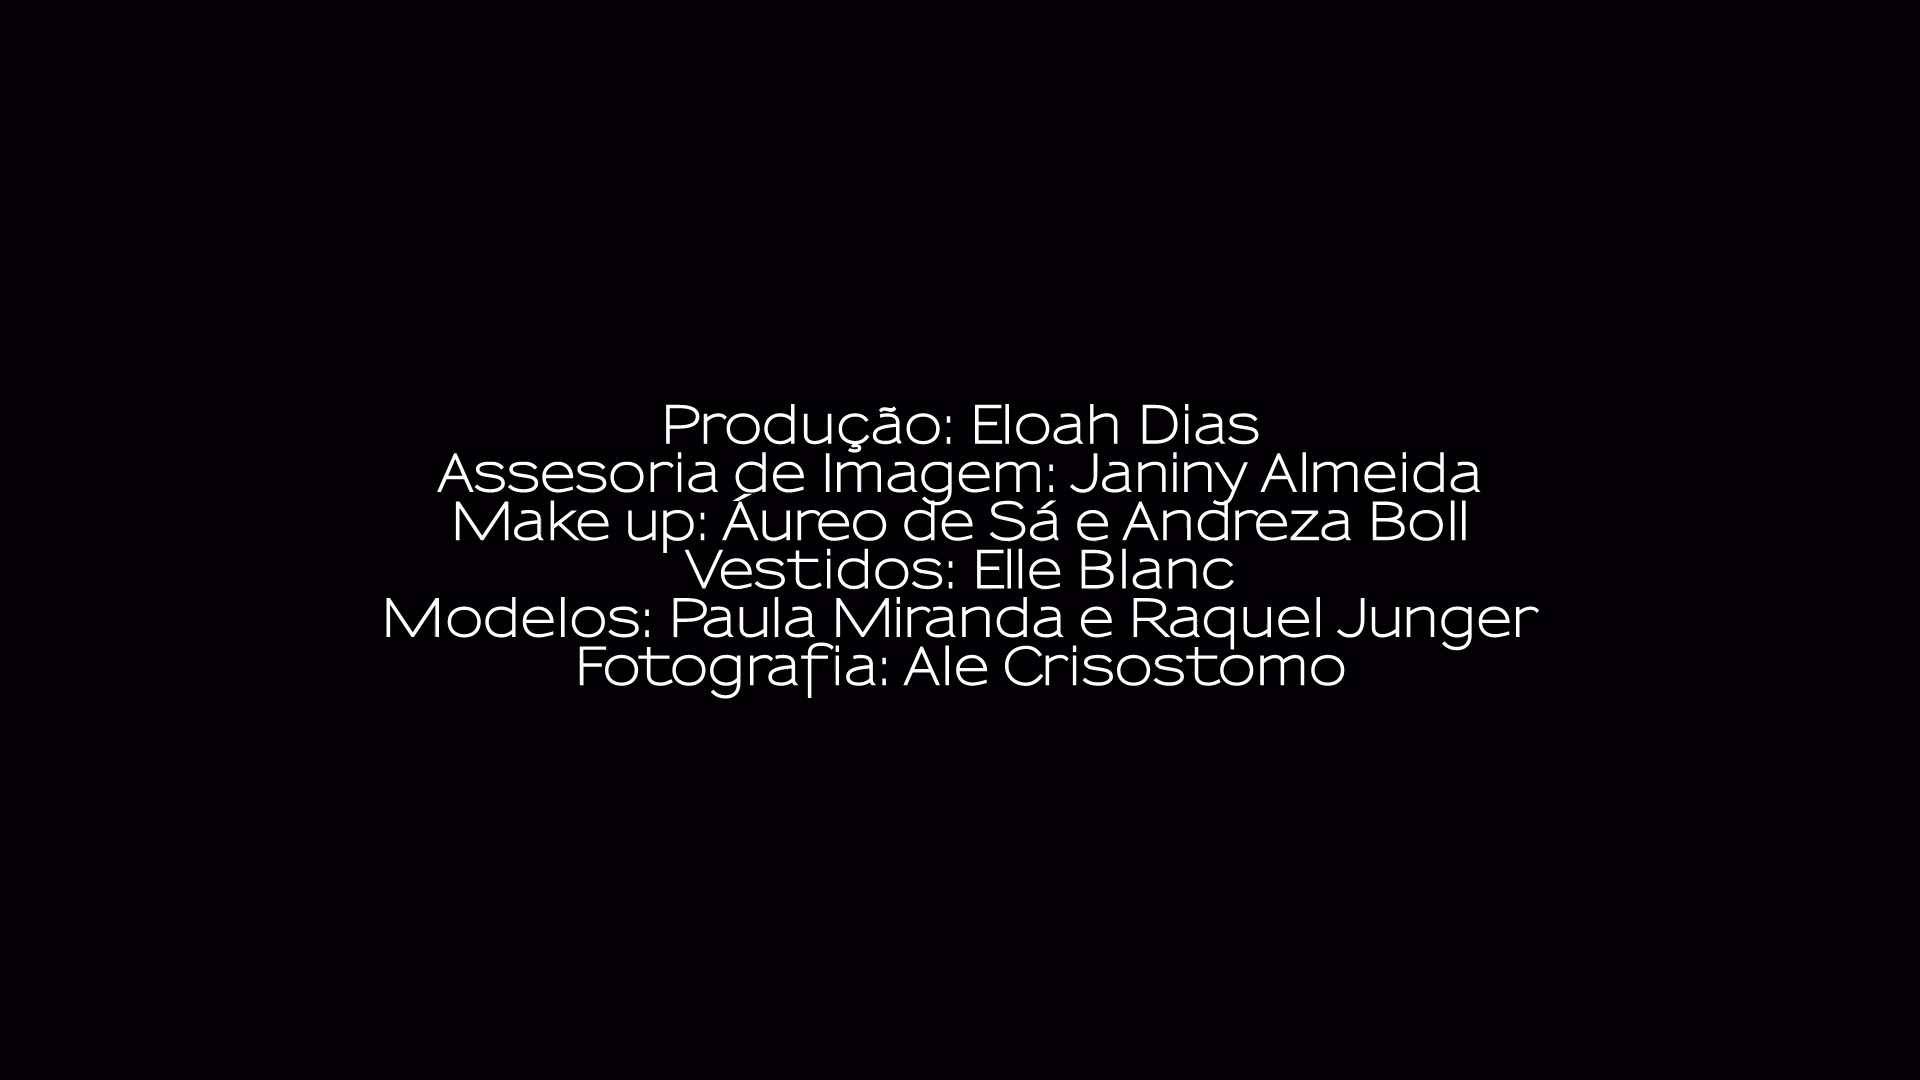 Produção: Eloah Dias
Assesoria de Imagem: Janiny Almeida
Make up: Áureo de Sá e Andreza Boll
Vestidos: Elle Blanc
Modelos: Paula Miranda e Raquel Junger
Fotografia: Ale Crisostomo